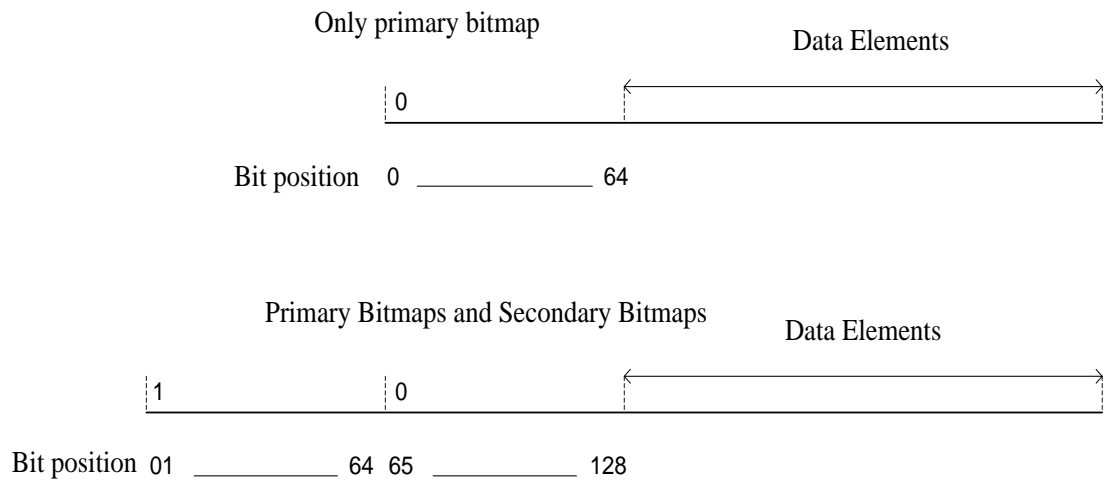 Only primary bitmap
Data Elements
0
Bit position 0 64
Primary Bitmaps and Secondary Bitmaps
Data Elements
1 0
Bit position 01 64 65 128